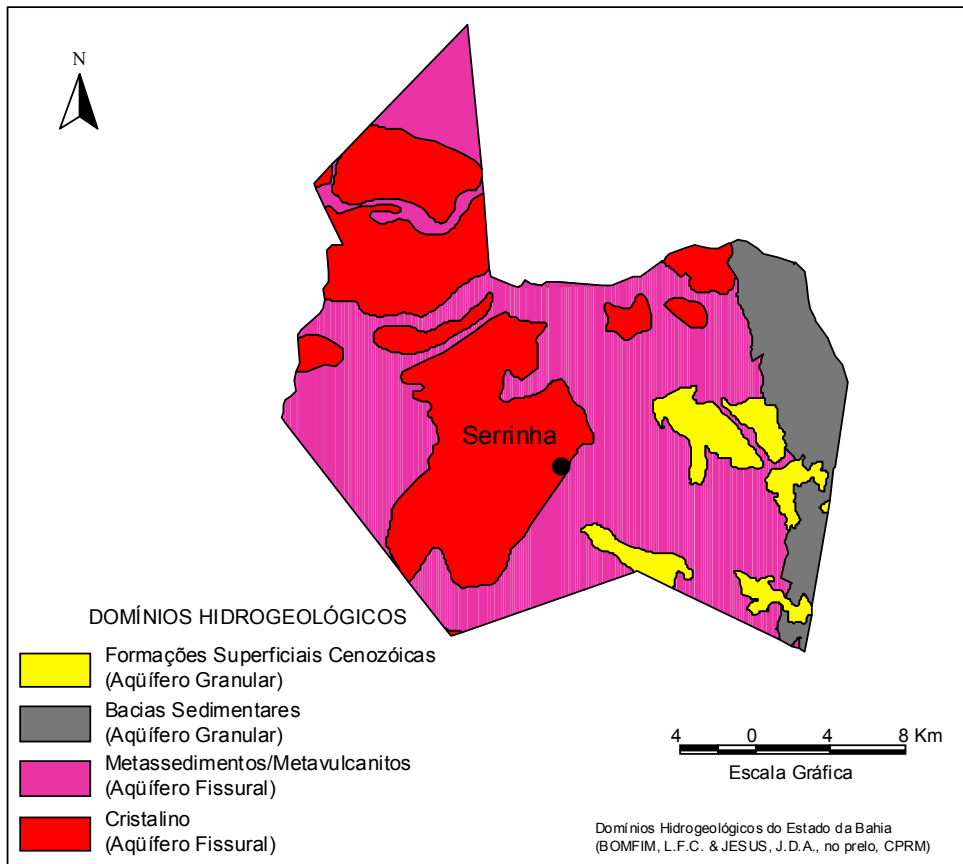 N
Serrinha
DOMÍNIOS HIDROGEOLÓGICOS
Formações Superficiais Cenozóicas
(Aqüífero Granular)
Bacias Sedimentares
(Aqüífero Granular)
Metassedimentos/Metavulcanitos
(Aqüífero Fissural)
Cristalino
(Aqüífero Fissural)
4 0 4 8 Km
Escala Gráfica
Domínios Hidrogeológicos do Estado da Bahia
(BOMFIM, L.F.C. & JESUS, J.D.A., no prelo, CPRM)